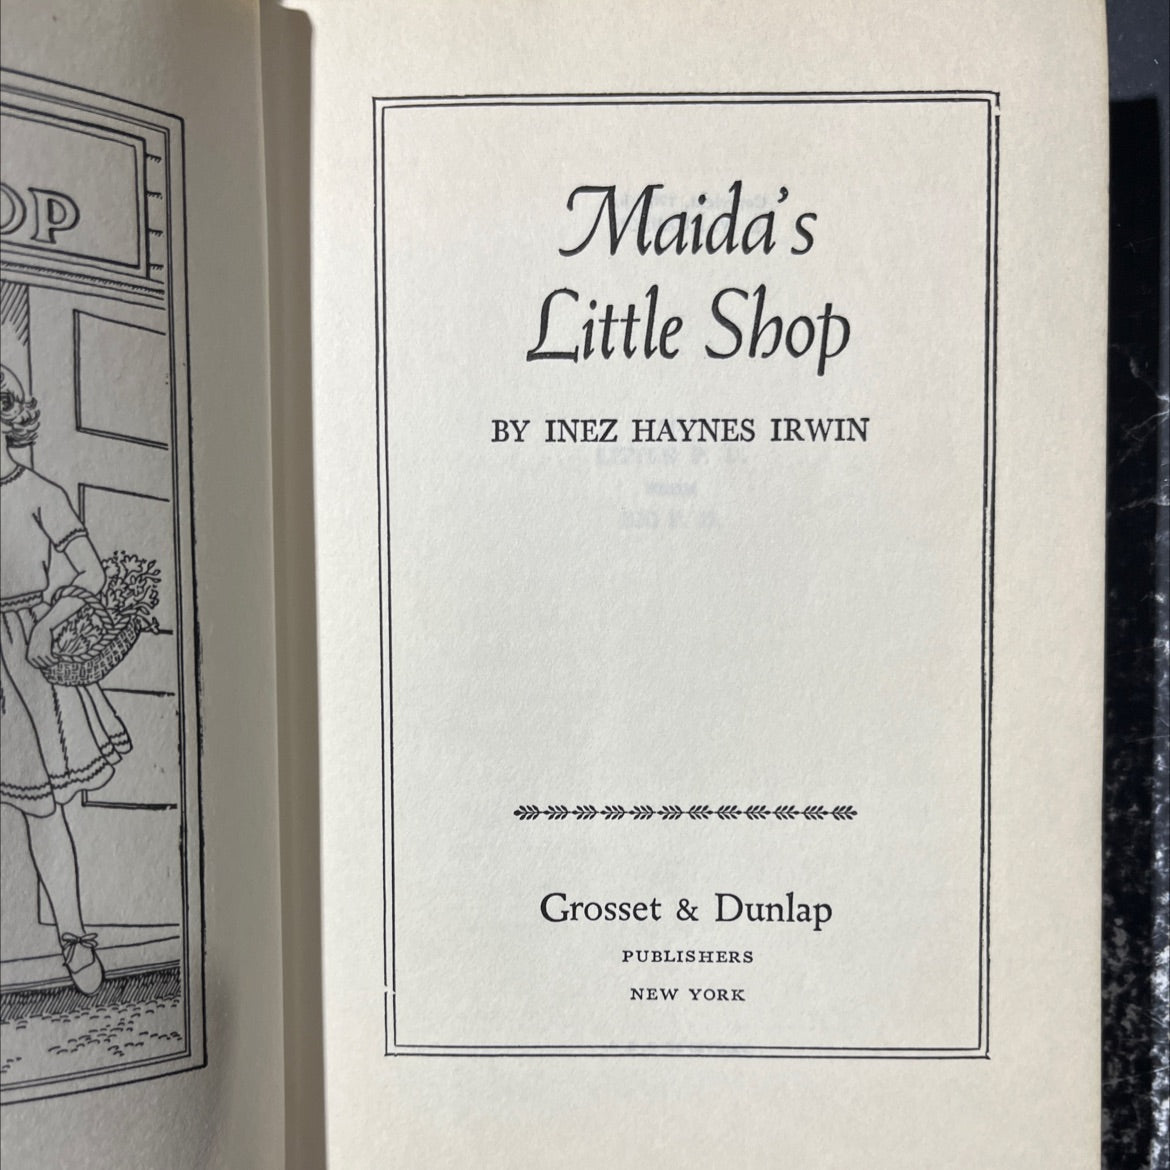 OP
Maida's
Little Shop
BY INEZ HAYNES IRWIN
Grosset & Dunlap
PUBLISHERS
NEW YORK